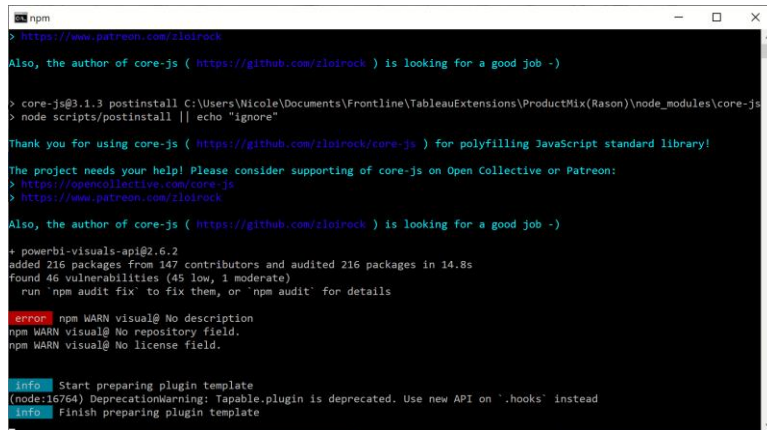 npm
> https://www.patreon.com/zloirock
Also, the author of core-js ( https://github.com/zloirock ) is looking for a good job -)
> core-js@3.1.3 postinstall C:\Users\Nicole\Documents\Frontline\TableauExtensions\ProductMix(Rason)\node_modules\core-js
> node scripts/postinstall || echo "ignore"
Thank you for using core-js ( https://github.com/zloirock/core-js ) for polyfilling JavaScript standard library!
The project needs your help! Please consider supporting of core-js on Open Collective or Patreon:
> https://opencollective.com/core-js
> https://www.patreon.com/zloirock
Also, the author of core-js ( https://github.com/zloirock ) is looking for a good job -)
+ powerbi-visuals-api@2.6.2
added 216 packages from 147 contributors and audited 216 packages in 14.8s
found 46 vulnerabilities (45 low, 1 moderate)
run `npm audit fix` to fix them, or `npm audit` for details
error npm WARN visual@ No description
npm WARN visual@ No repository field.
npm WARN visual@ No license field.
info Start preparing plugin template
(node:16764) DeprecationWarning: Tapable.plugin is deprecated. Use new API on `.hooks` instead
info Finish preparing plugin template